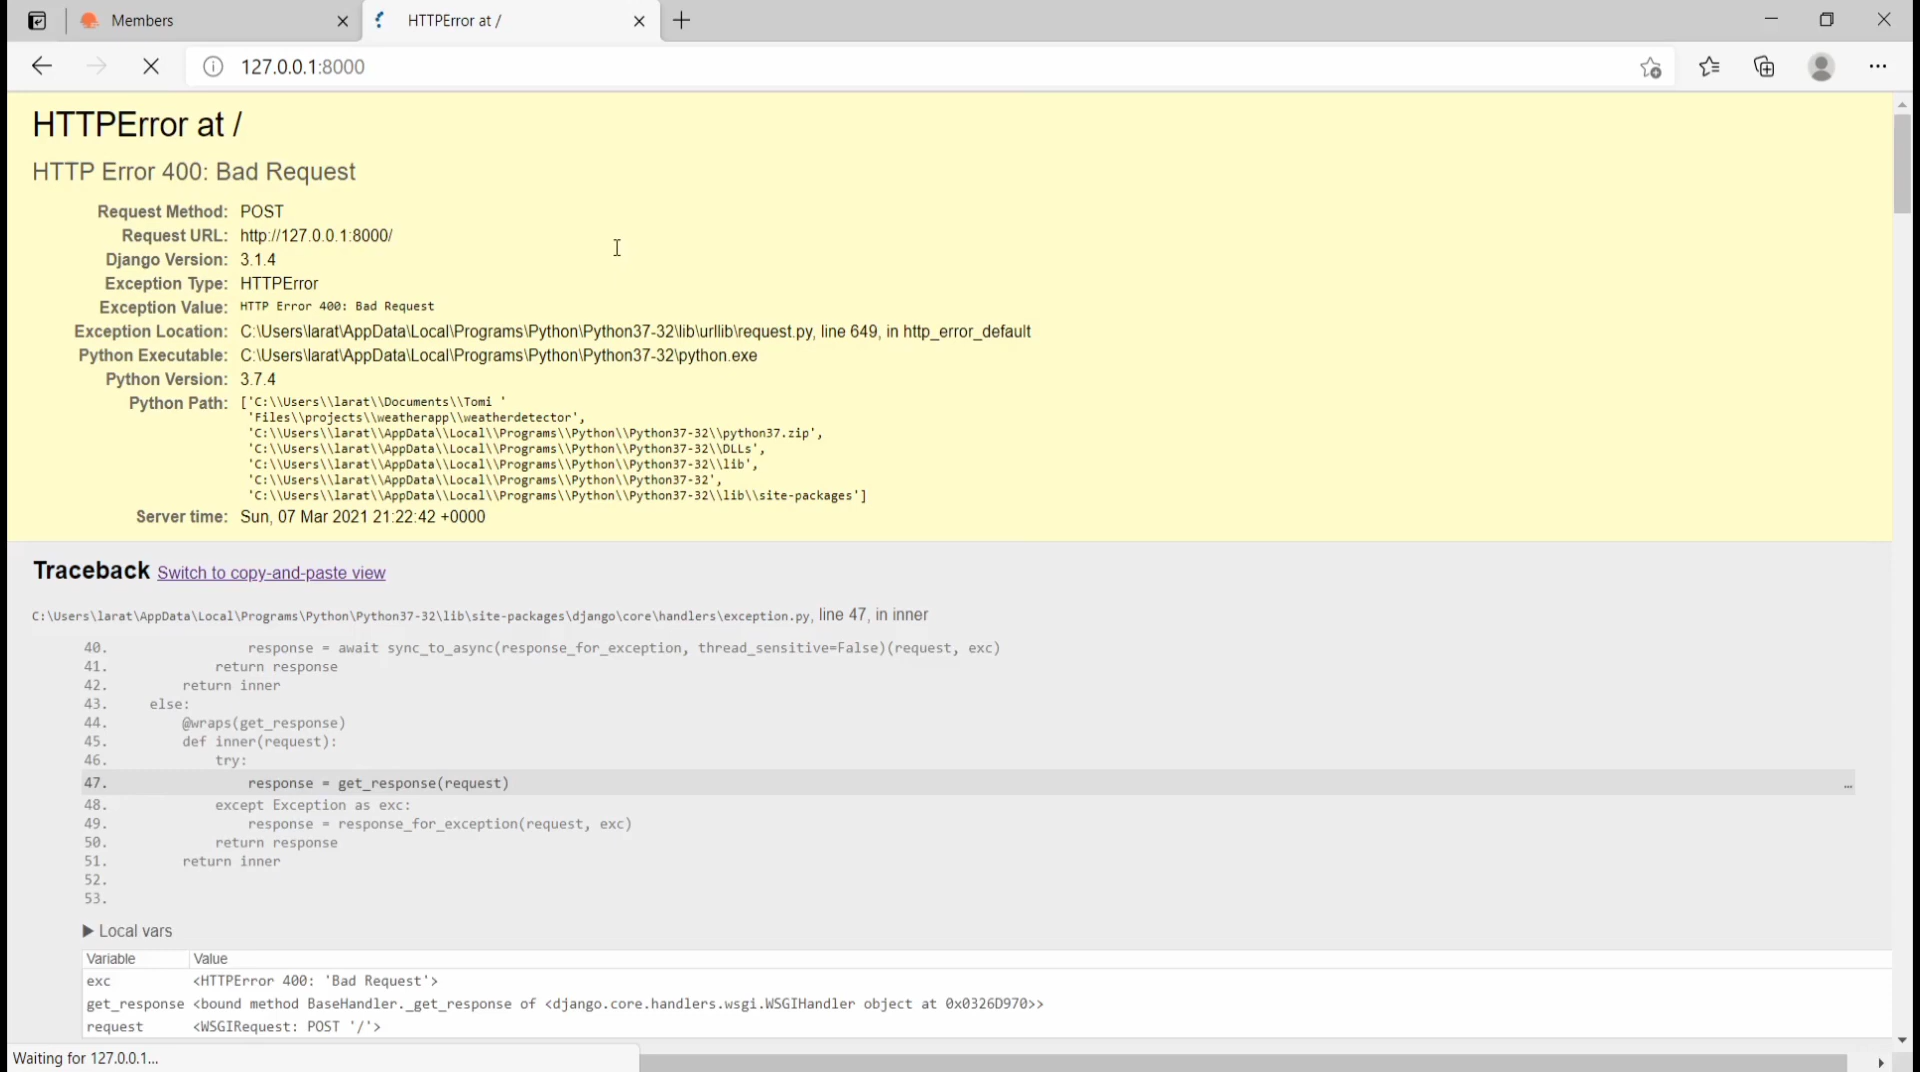 Members
HTTPError at /
127.0.0.1:8000
HTTPError at /
HTTP Error 400: Bad Request
Request Method: POST
Request URL: http://127.0.0.1:8000/
Django Version: 3.1.4
Exception Type: HTTPError
Exception Value: HTTP Error 400: Bad Request
Exception Location: C:\Users\larat\AppData\Local\Programs\Python\Python37-32\lib\urllib\request.py, line 649, in http_error_default
Python Executable: C:\Users\larat\AppData\Local\Programs\Python\Python37-32\python.exe
Python Version: 3.7.4
Python Path: ['C:\\Users\\larat\\Documents\\Tomi '
'Files\\projects\\weatherapp\\weatherdetector',
'C:\\Users\\larat\\AppData\\Local\\Programs\\Python\\Python37-32\\python37.zip',
'C:\\Users\\larat\\AppData\\Local\\Programs\\Python\\Python37-32\\DLLs',
'C:\\Users\\larat\\AppData\\Local\\Programs\\Python\\Python37-32\\lib',
'C:\\Users\\larat\\AppData\\Local\\Programs\\Python\\Python37-32',
'C:\\Users\\larat\\AppData\\Local\\Programs\\Python\\Python37-32\\lib\\site-packages']
Server time: Sun, 07 Mar 2021 21:22:42 +0000
Traceback Switch to copy-and-paste view
C:\Users\larat\AppData\Local\Programs\Python\Python37-32\lib\site-packages\django\core\handlers\exception.py, line 47, in inner
40. response = await sync_to_async(response_for_exception, thread_sensitive=False)(request, exc)
41. return response
42. return inner
43. else:
44. @wraps(get_response)
45. def inner(request):
46. try:
47. response = get_response(request) …
48. except Exception as exc:
49. response = response_for_exception(request, exc)
50. return response
51. return inner
52.
53.
▶ Local vars
Variable Value
exc <HTTPError 400: 'Bad Request'>
get_response <bound method BaseHandler._get_response of <django.core.handlers.wsgi.WSGIHandler object at 0x0326D970>>
request <WSGIRequest: POST '/'>
Waiting for 127.0.0.1...